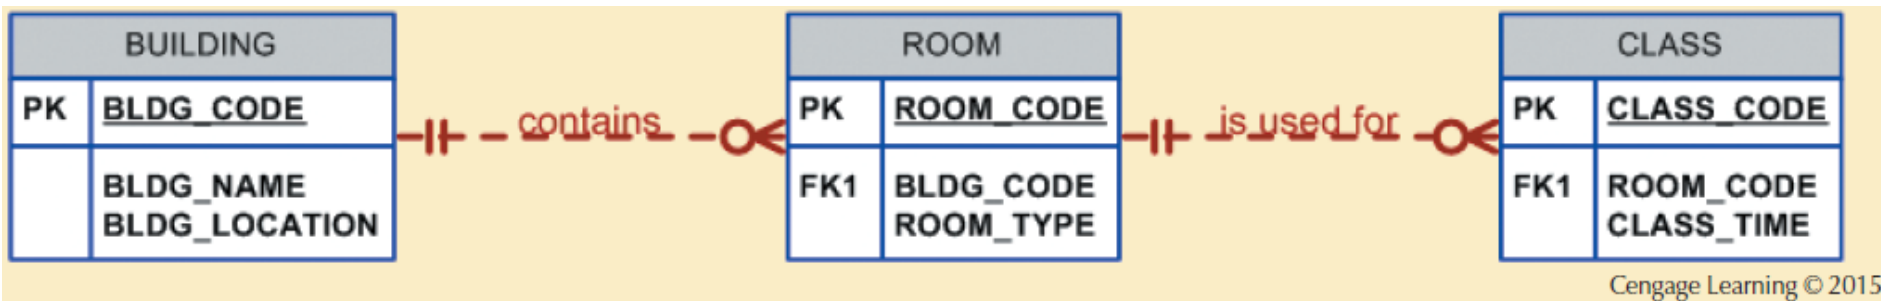 BUILDING
PK BLDG_CODE
BLDG_NAME
BLDG_LOCATION
contains
ROOM
PK ROOM_CODE
FK1 BLDG_CODE
ROOM_TYPE
is used for
CLASS
PK CLASS_CODE
FK1 ROOM_CODE
CLASS_TIME
Cengage Learning © 2015